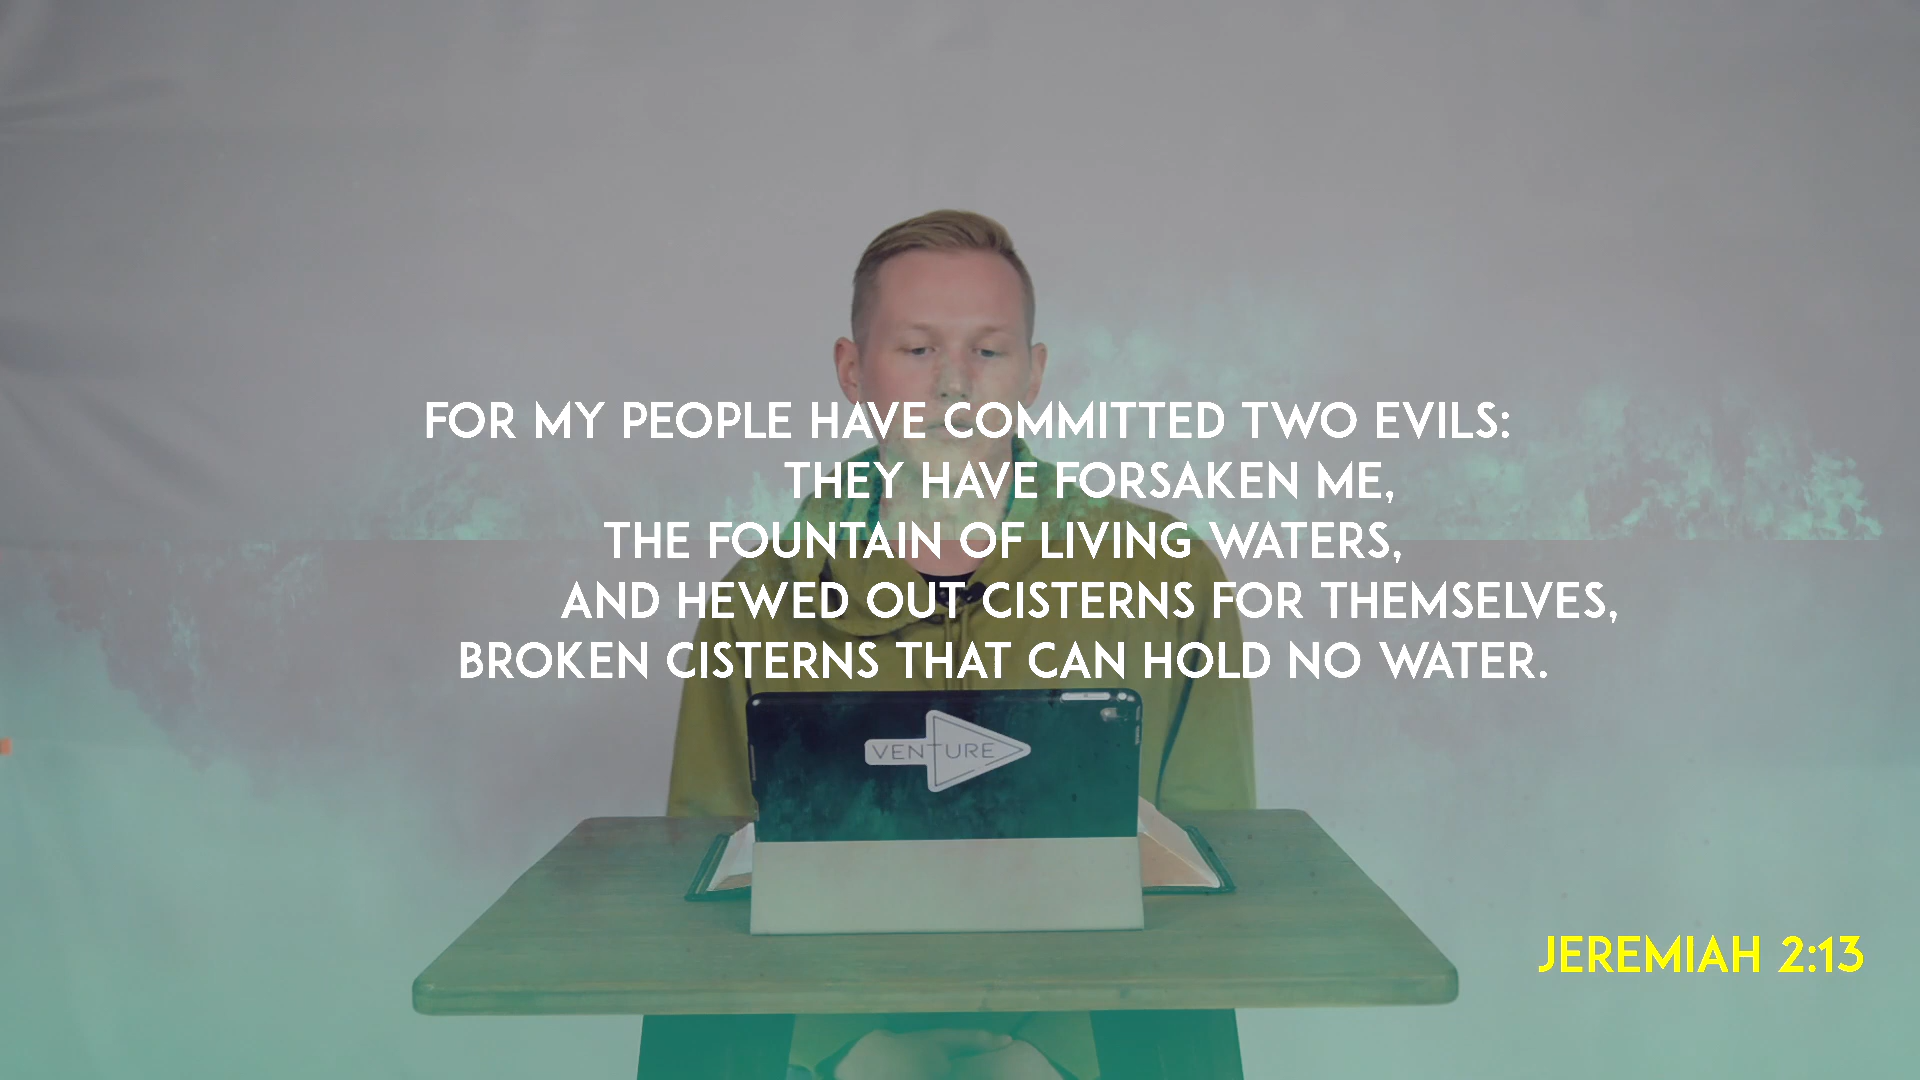 FOR MY PEOPLE HAVE COMMITTED TWO EVILS:
THEY HAVE FORSAKEN ME,
THE FOUNTAIN OF LIVING WATERS,
AND HEWED OUT CISTERNS FOR THEMSELVES,
BROKEN CISTERNS THAT CAN HOLD NO WATER.
VENTURE
JEREMIAH 2:13